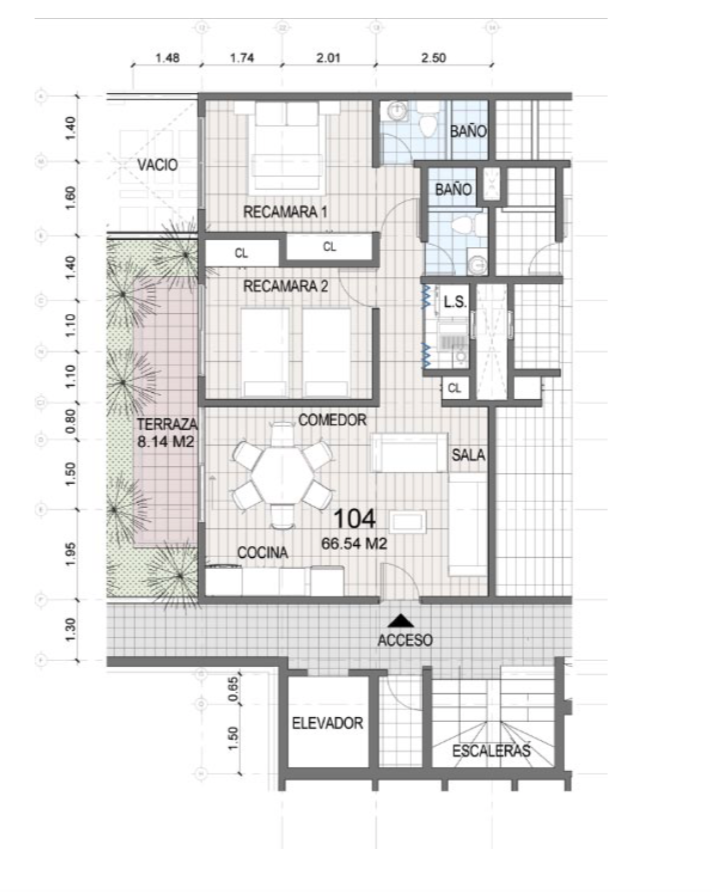 1.48
1.74
2.01
2.50
1.40
1.60
1.40
1.10
1.10
0.80
1.50
1.95
1.30
0.65
1.50
VACIO
BAÑO
BAÑO
RECAMARA 1
CL
CL
RECAMARA 2
L.S.
CL
TERRAZA
8.14 M2
COMEDOR
SALA
104
66.54 M2
COCINA
ACCESO
ELEVADOR
ESCALERAS